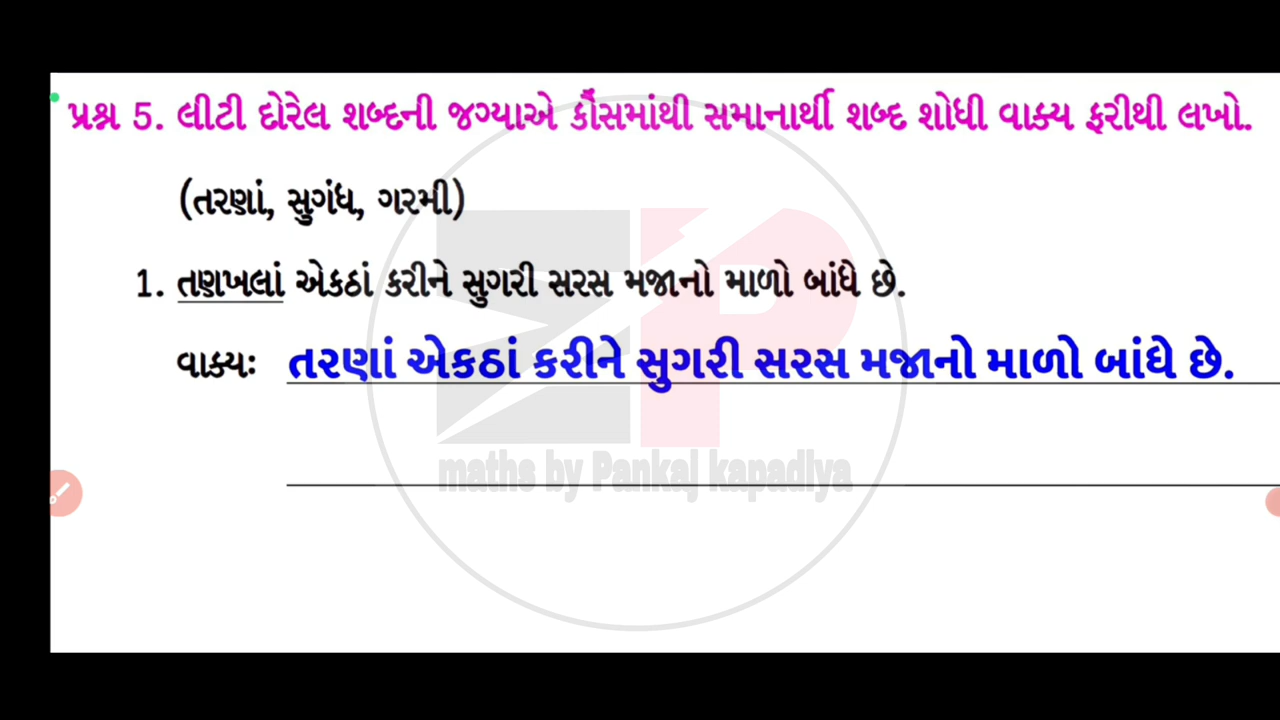 પ્રશ્ન 5. લીટી દોરેલ શબ્દની જગ્યાએ કૌંસમાંથી સમાનાર્થી શબ્દ શોધી વાક્ય ફરીથી લખો.
(તરણાં, સુગંધ, ગરમી)
1. તણખલાં એકઠાં કરીને સુગરી સરસ મજાનો માળો બાંધે છે.
વાક્યઃ તરણાં એકઠાં કરીને સુગરી સરસ મજાનો માળો બાંધે છે.
maths by Pankaj kapadiya